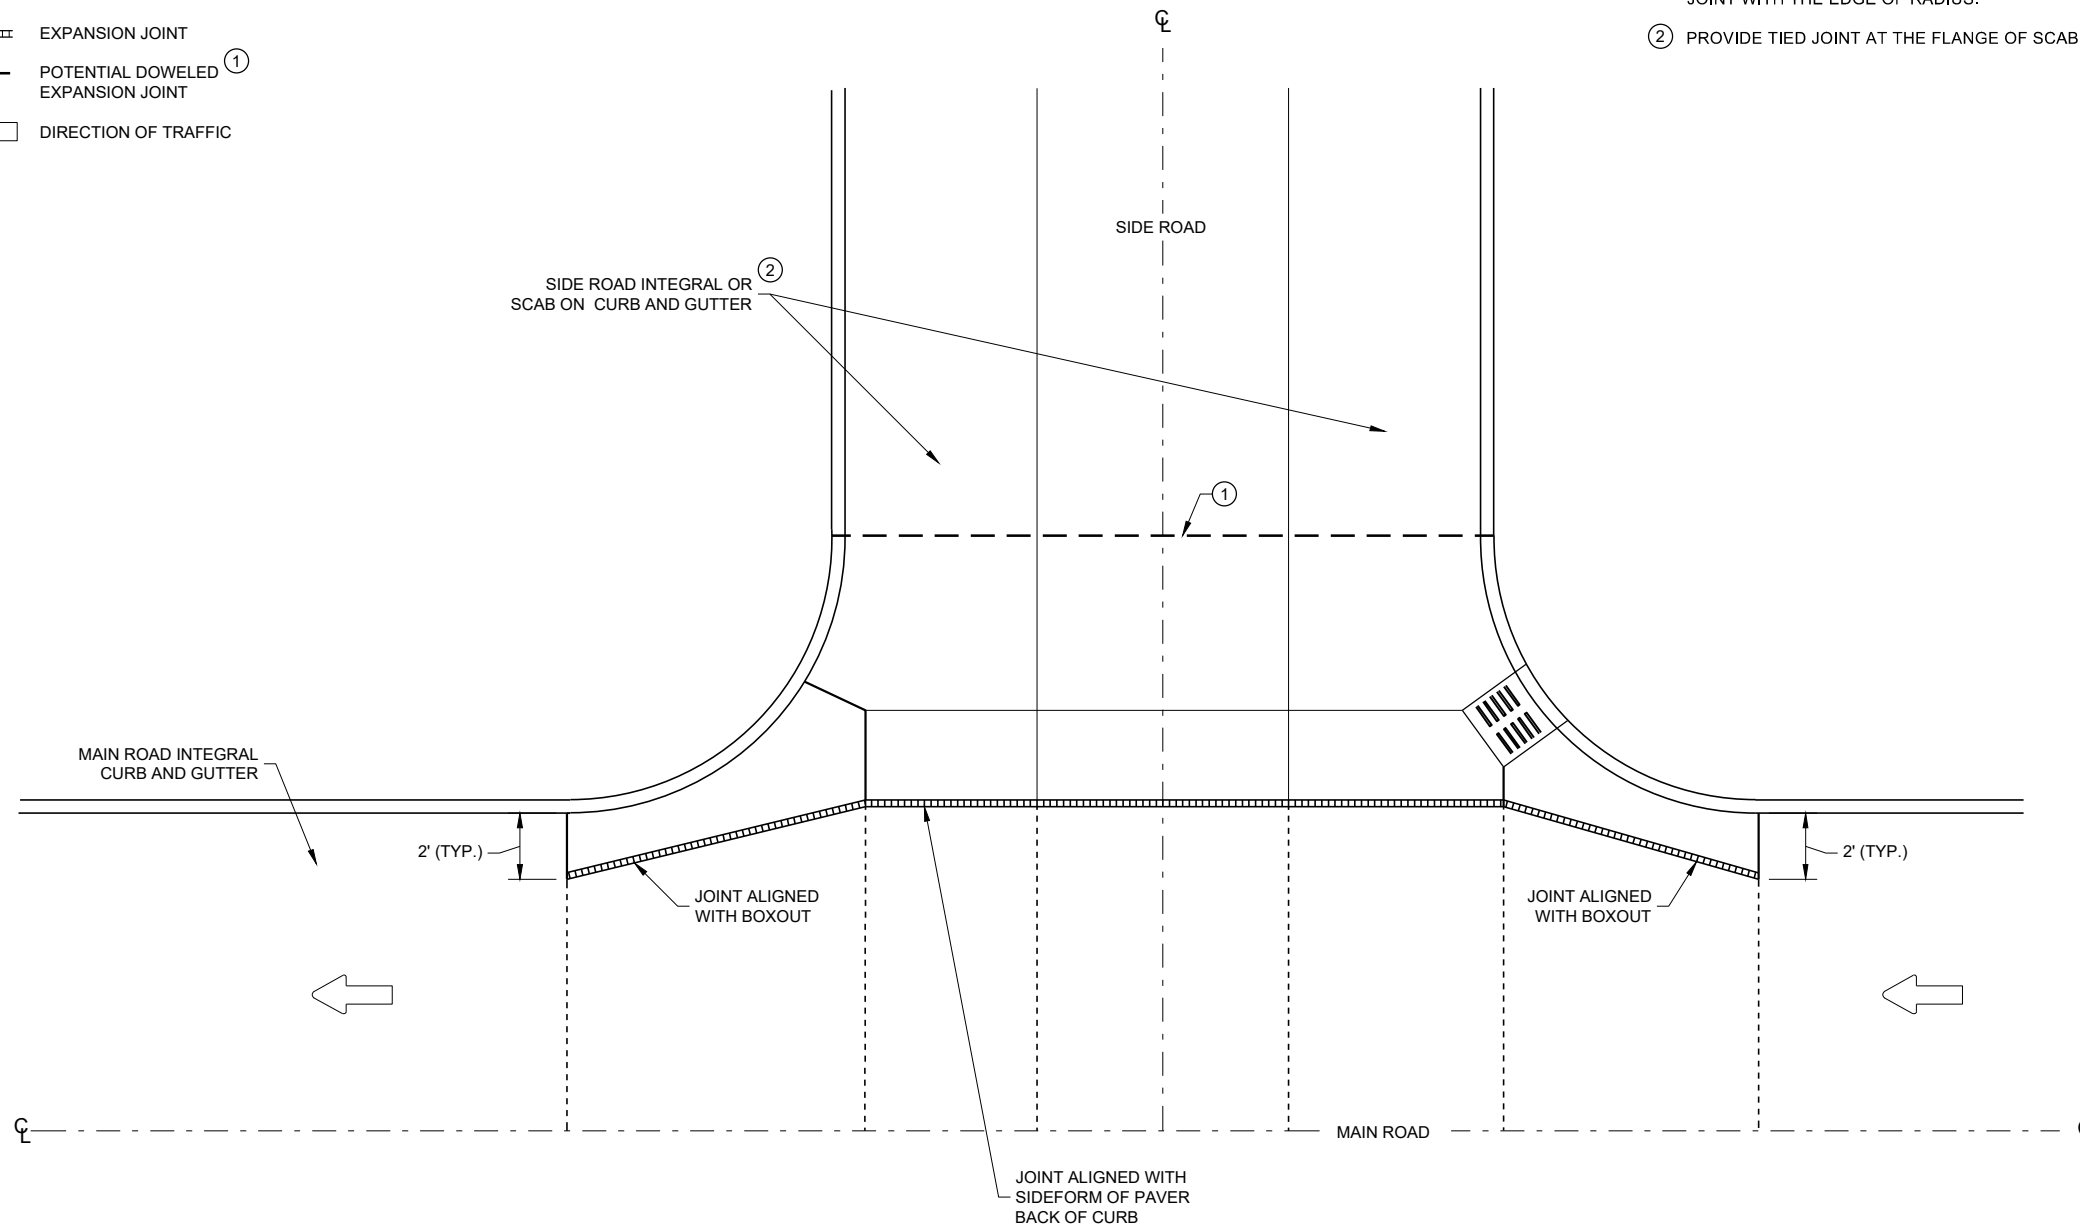 EXPANSION JOINT
POTENTIAL DOWELED ①
EXPANSION JOINT
DIRECTION OF TRAFFIC
℄
JOINT WITH THE EDGE OF RADIUS.
② PROVIDE TIED JOINT AT THE FLANGE OF SCAB
SIDE ROAD
SIDE ROAD INTEGRAL OR ②
SCAB ON CURB AND GUTTER
①
MAIN ROAD INTEGRAL
CURB AND GUTTER
2' (TYP.)
2' (TYP.)
JOINT ALIGNED
WITH BOXOUT
JOINT ALIGNED
WITH BOXOUT
℄
MAIN ROAD
JOINT ALIGNED WITH
SIDEFORM OF PAVER
BACK OF CURB